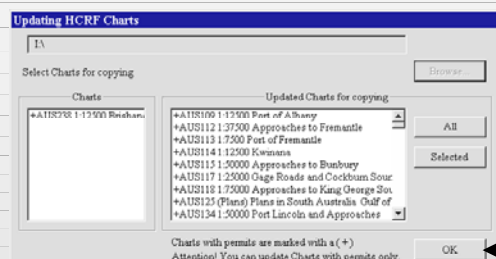 Updating HCRF Charts
I:\
Select Charts for copying
Browse...
Charts
+AUS238 1:12500 Brisban
Updated Charts for copying
+AUS109 1:12500 Port of Albany
+AUS112 1:37500 Approaches to Fremantle
+AUS113 1:7500 Port of Fremantle
+AUS114 1:12500 Kwinana
+AUS115 1:50000 Approaches to Bunbury
+AUS117 1:25000 Gage Roads and Cockburn Soun
+AUS118 1:75000 Approaches to King George Sou
+AUS125 (Plans) Plans in South Australia Gulf of
+AUS134 1:50000 Port Lincoln and Approaches
All
Selected
Charts with permits are marked with a (+)
Attention! You can update Charts with permits only.
OK